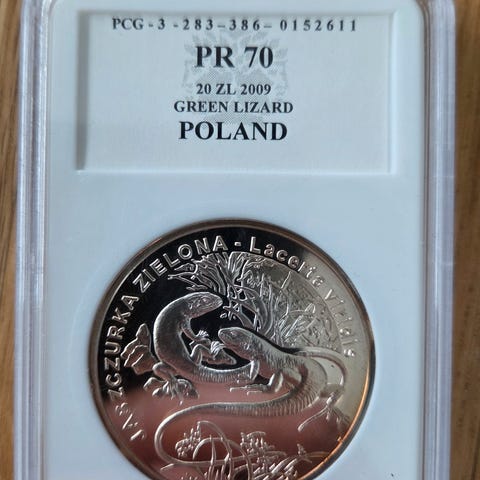 PCG - 3 - 283 - 386 - 0152611
PR 70
20 ZL 2009
GREEN LIZARD
POLAND
JASZCZURKA ZIELONA - Lacerta viridis